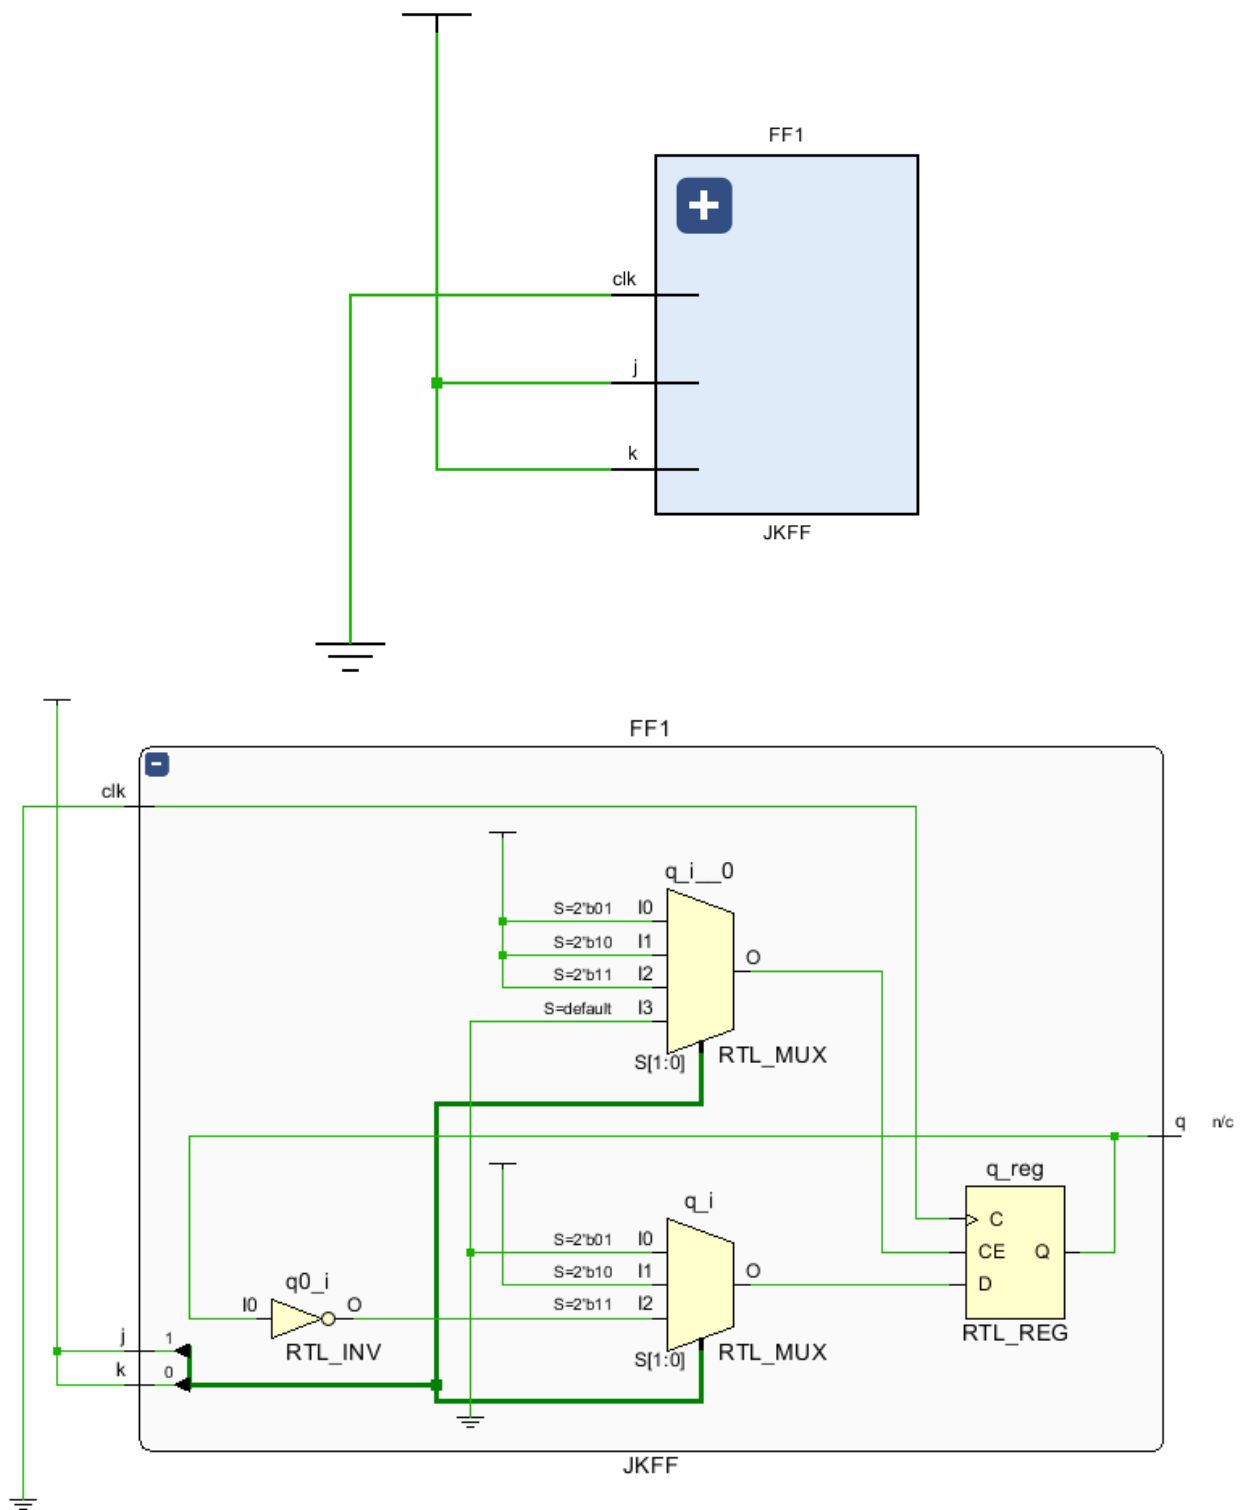 FF1
+
clk
j
k
JKFF
FF1
-
clk
q_i__0
S=2'b01 I0
S=2'b10 I1
S=2'b11 I2
O
S=default I3
S[1:0] RTL_MUX
q n/c
q_reg
q_i
C
S=2'b01 I0
CE Q
S=2'b10 I1
O
D
q0_i
S=2'b11 I2
I0 O
RTL_REG
j 1
RTL_INV
S[1:0] RTL_MUX
k 0
JKFF